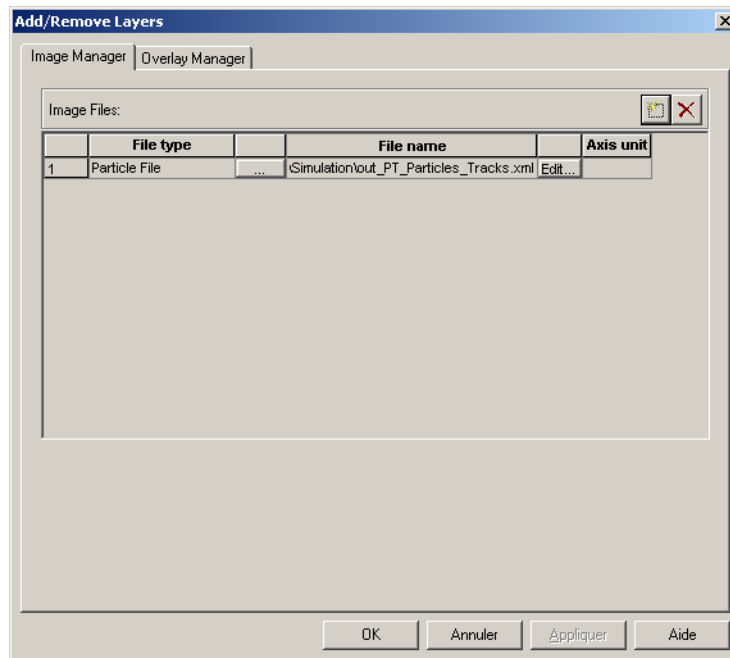 Add/Remove Layers
Image Manager Overlay Manager
Image Files:
File type File name Axis unit
1 Particle File ... \Simulation\out_PT_Particles_Tracks.xml Edit...
OK Annuler Appliquer Aide